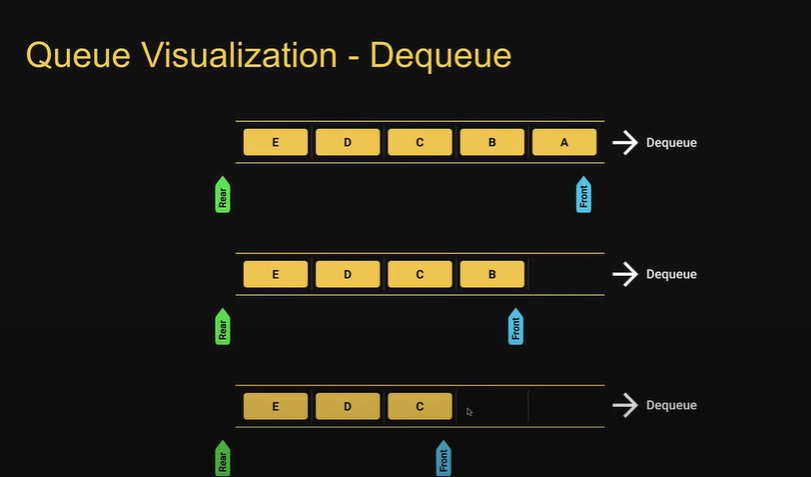 Queue Visualization - Dequeue
E D C B A Dequeue
Rear Front
E D C B Dequeue
Rear Front
E D C Dequeue
Rear Front